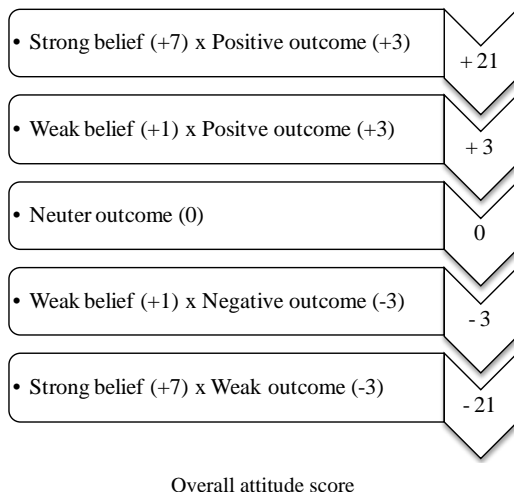 • Strong belief (+7) x Positive outcome (+3)
+ 21
• Weak belief (+1) x Positve outcome (+3)
+ 3
• Neuter outcome (0)
0
• Weak belief (+1) x Negative outcome (-3)
- 3
• Strong belief (+7) x Weak outcome (-3)
- 21
Overall attitude score